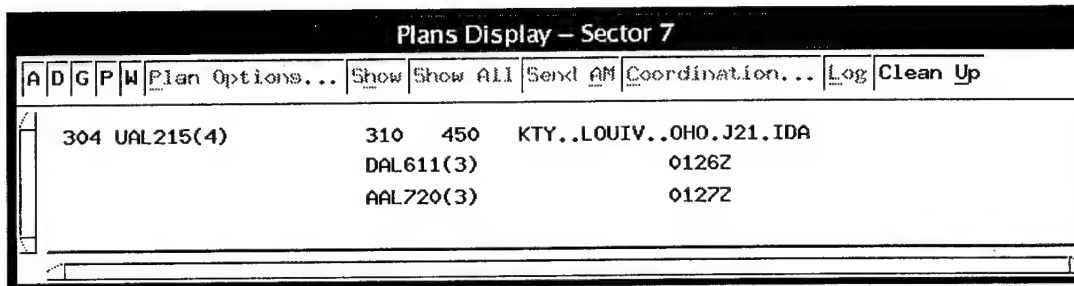 Plans Display – Sector 7
A D G P W Plan Options... Show Show All Send AM Coordination... Log Clean Up
304 UAL215(4) 310 450 KTY..LOUIV..OHO.J21.IDA
DAL611(3) 0126Z
AAL720(3) 0127Z